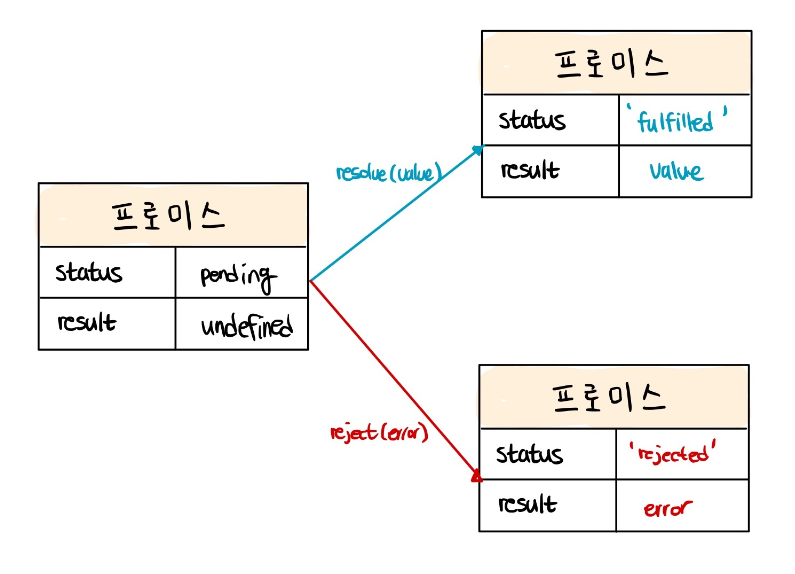 프로미스
status pending
result undefined
resolve(value)
프로미스
status 'fulfilled'
result value
reject(error)
프로미스
status 'rejected'
result error